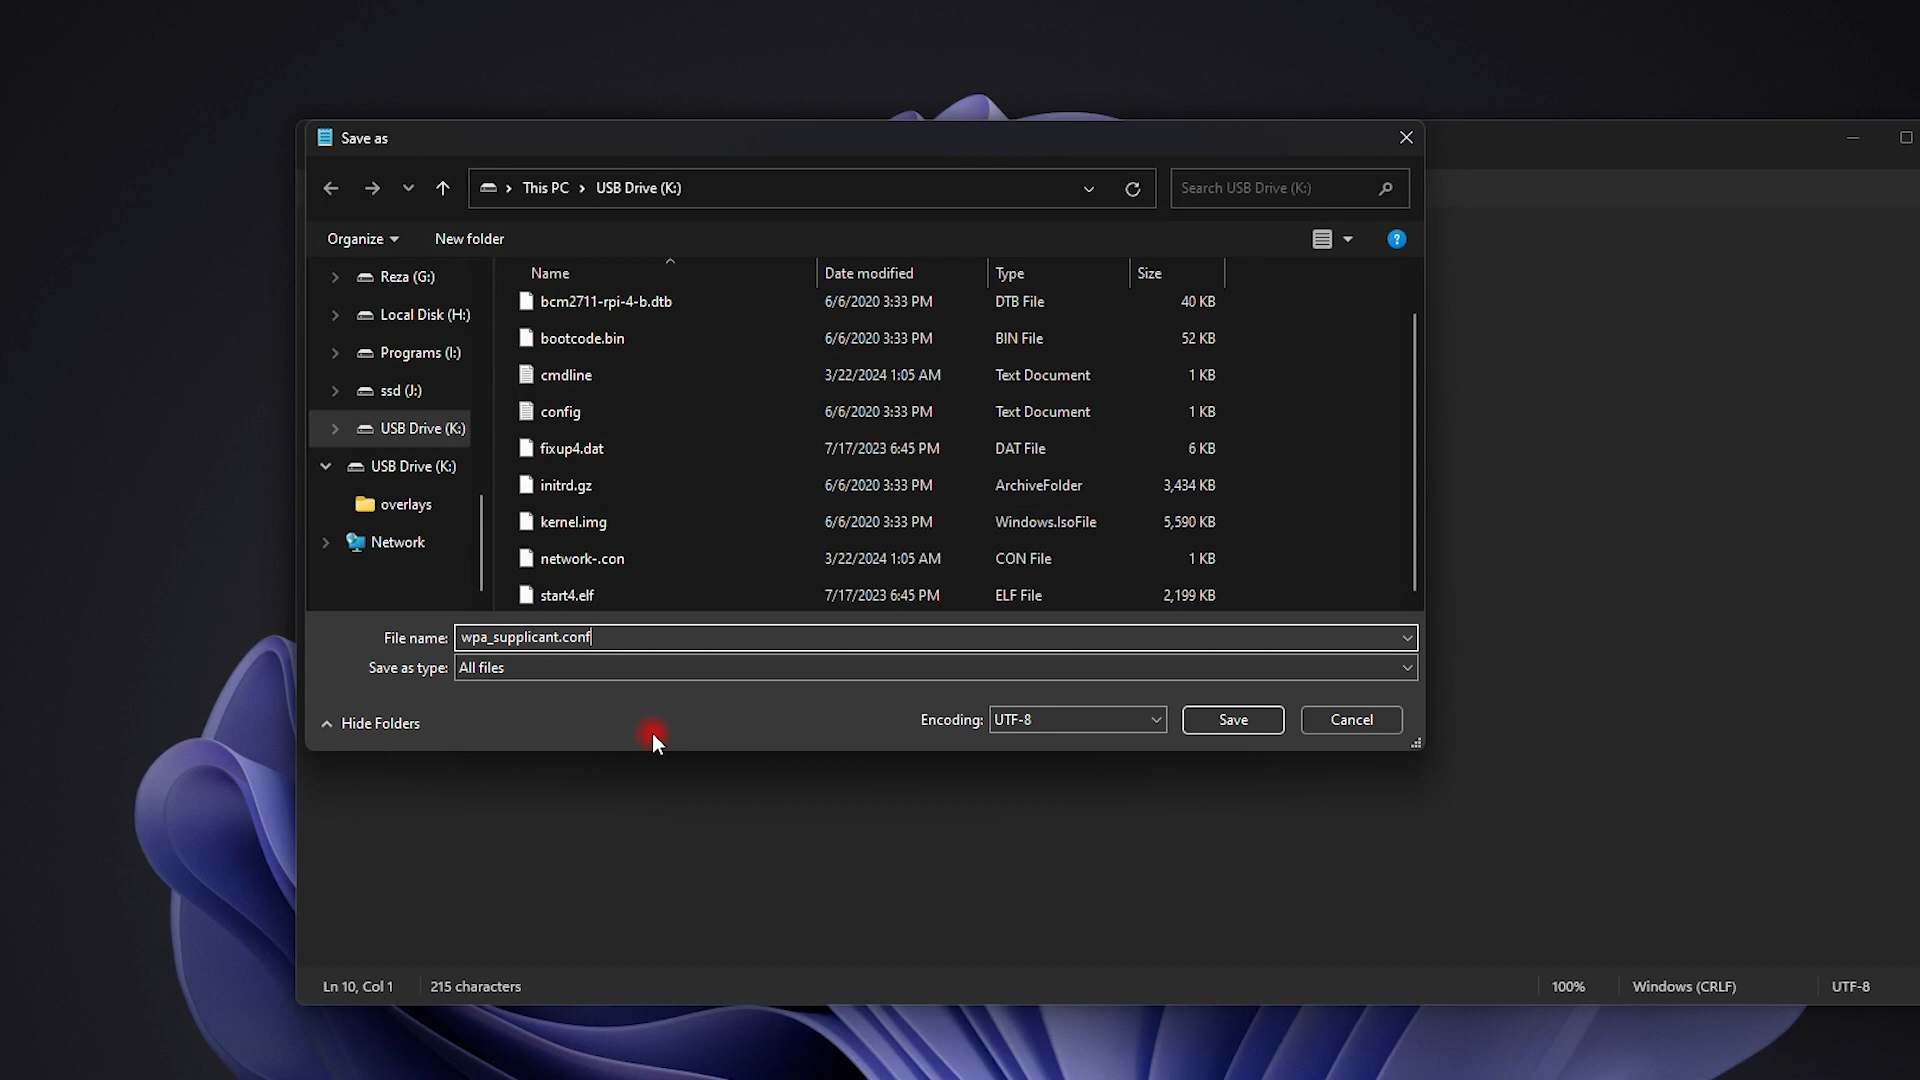 Save as
This PC > USB Drive (K:)
Search USB Drive (K:)
Organize
New folder
?
Reza (G:)
Local Disk (H:)
Programs (I:)
ssd (J:)
USB Drive (K:)
USB Drive (K:)
overlays
Network
Name Date modified Type Size
bcm2711-rpi-4-b.dtb 6/6/2020 3:33 PM DTB File 40 KB
bootcode.bin 6/6/2020 3:33 PM BIN File 52 KB
cmdline 3/22/2024 1:05 AM Text Document 1 KB
config 6/6/2020 3:33 PM Text Document 1 KB
fixup4.dat 7/17/2023 6:45 PM DAT File 6 KB
initrd.gz 6/6/2020 3:33 PM ArchiveFolder 3,434 KB
kernel.img 6/6/2020 3:33 PM Windows.IsoFile 5,590 KB
network-.con 3/22/2024 1:05 AM CON File 1 KB
start4.elf 7/17/2023 6:45 PM ELF File 2,199 KB
File name: wpa_supplicant.conf
Save as type: All files
Hide Folders
Encoding: UTF-8
Save
Cancel
Ln 10, Col 1
215 characters
100%
Windows (CRLF)
UTF-8